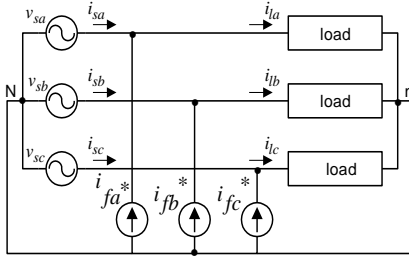 v_sa i_sa i_la load
N v_sb i_sb i_lb load n
v_sc i_sc i_lc load
i_fa* i_fb* i_fc*